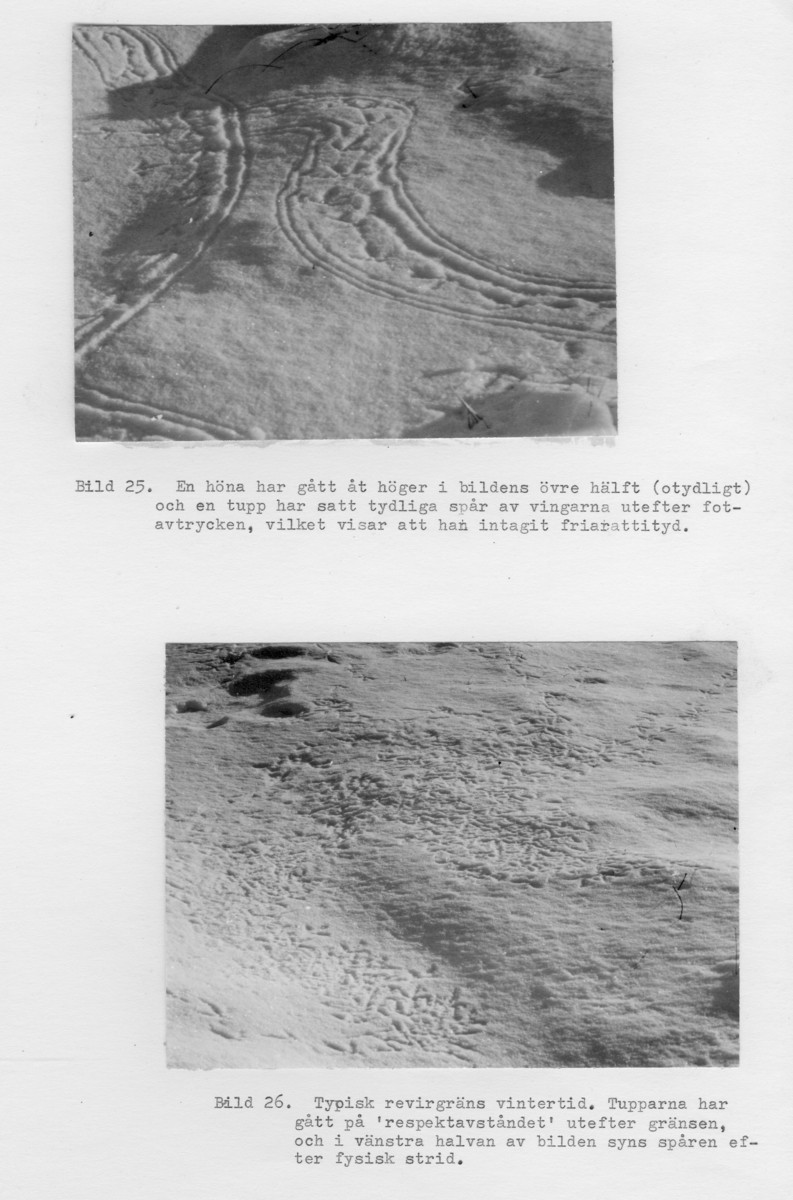 Bild 25. En höna har gått åt höger i bildens övre hälft (otydligt)
och en tupp har satt tydliga spår av vingarna utefter fot-
avtrycken, vilket visar att han intagit friarattityd.
Bild 26. Typisk revirgräns vintertid. Tupparna har
gått på 'respektavståndet' utefter gränsen,
och i vänstra halvan av bilden syns spåren ef-
ter fysisk strid.